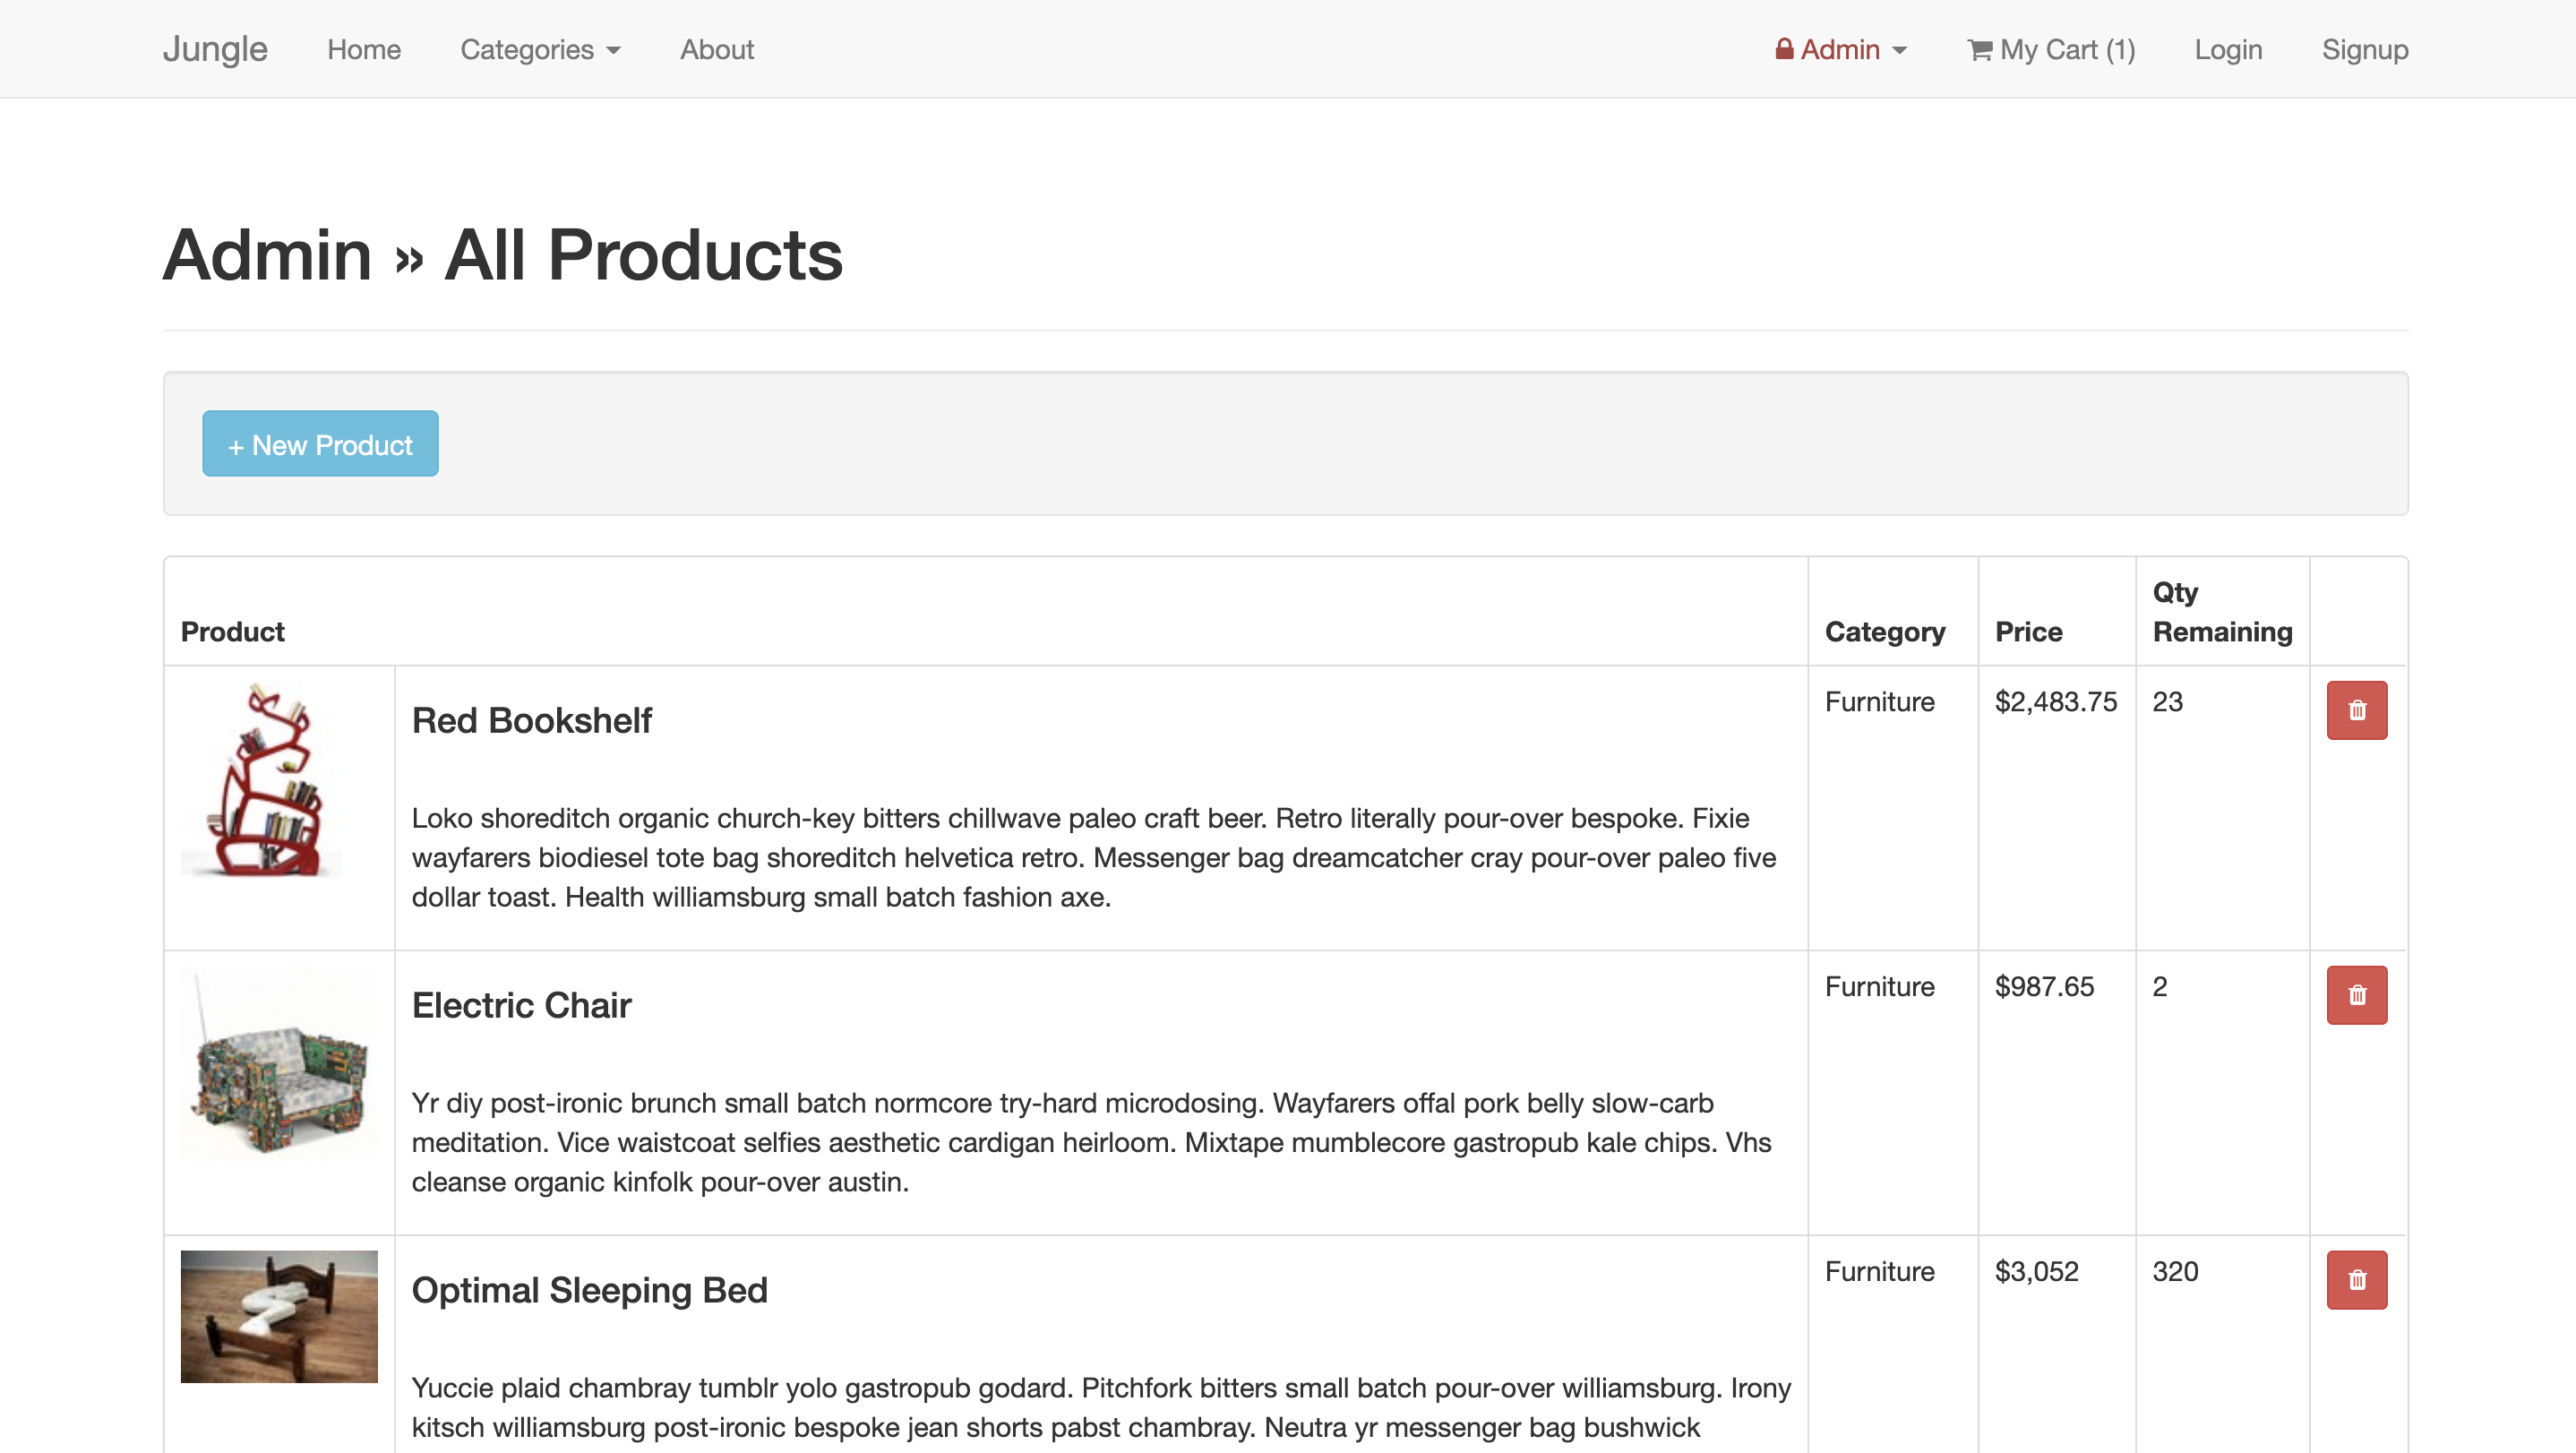 Jungle Home Categories About Admin My Cart (1) Login Signup
Admin » All Products
+ New Product
Product Category Price Qty Remaining
Red Bookshelf
Furniture $2,483.75 23
Loko shoreditch organic church-key bitters chillwave paleo craft beer. Retro literally pour-over bespoke. Fixie
wayfarers biodiesel tote bag shoreditch helvetica retro. Messenger bag dreamcatcher cray pour-over paleo five
dollar toast. Health williamsburg small batch fashion axe.
Electric Chair
Furniture $987.65 2
Yr diy post-ironic brunch small batch normcore try-hard microdosing. Wayfarers offal pork belly slow-carb
meditation. Vice waistcoat selfies aesthetic cardigan heirloom. Mixtape mumblecore gastropub kale chips. Vhs
cleanse organic kinfolk pour-over austin.
Optimal Sleeping Bed
Furniture $3,052 320
Yuccie plaid chambray tumblr yolo gastropub godard. Pitchfork bitters small batch pour-over williamsburg. Irony
kitsch williamsburg post-ironic bespoke jean shorts pabst chambray. Neutra yr messenger bag bushwick